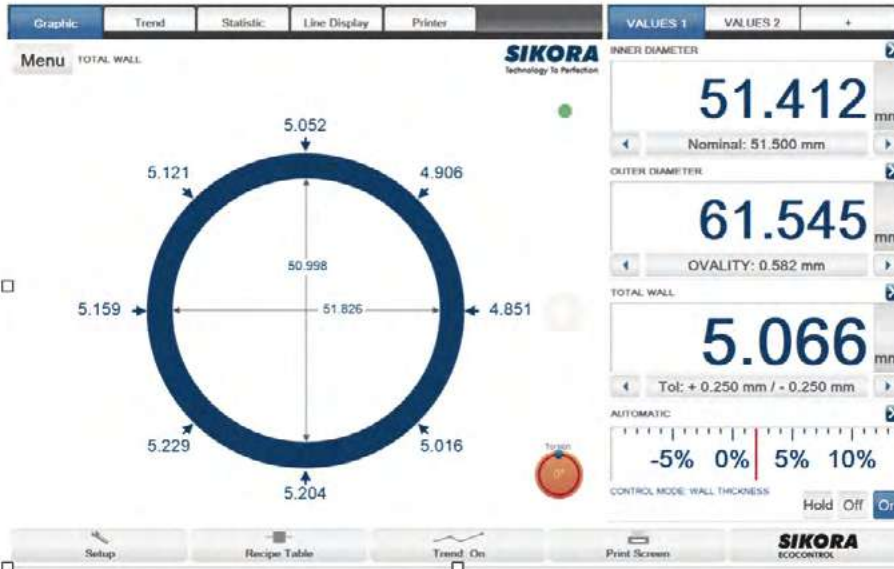 Graphic Trend Statistic Line Display Printer VALUES 1 VALUES 2 +
Menu TOTAL WALL
SIKORA
Technology To Perfection
INNER DIAMETER
51.412 mm
Nominal: 51.500 mm
OUTER DIAMETER
61.545 mm
OVALITY: 0.582 mm
TOTAL WALL
5.066 mm
Tol: + 0.250 mm / - 0.250 mm
AUTOMATIC
-5% 0% 5% 10%
CONTROL MODE: WALL THICKNESS
Hold Off On
5.052
5.121 4.906
50.998
5.159 51.826 4.851
5.229 5.016
5.204
Torsion
0°
Setup Recipe Table Trend: On Print Screen
SIKORA
ECOCONTROL